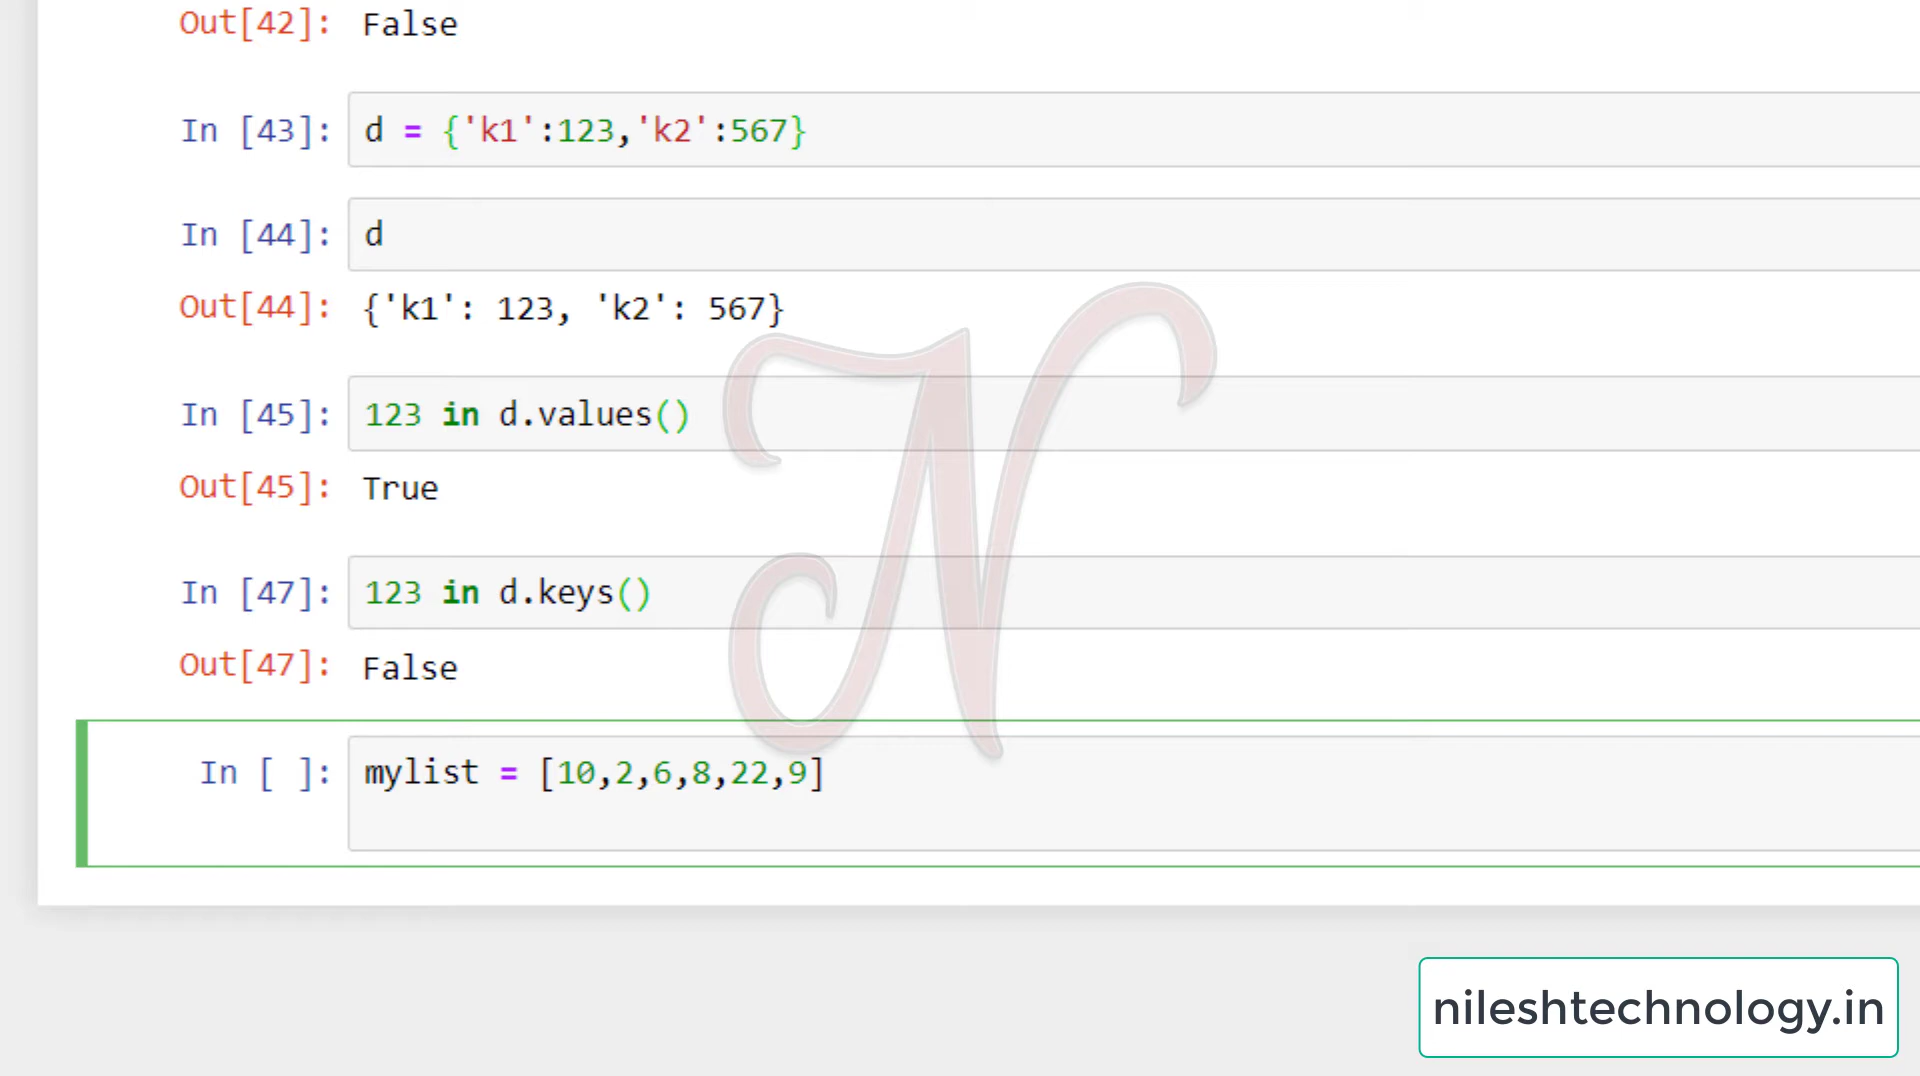 Out[42]: False
In [43]: d = {'k1':123,'k2':567}
In [44]: d
Out[44]: {'k1': 123, 'k2': 567}
In [45]: 123 in d.values()
Out[45]: True
In [47]: 123 in d.keys()
Out[47]: False
In [ ]: mylist = [10,2,6,8,22,9]
N
nileshtechnology.in